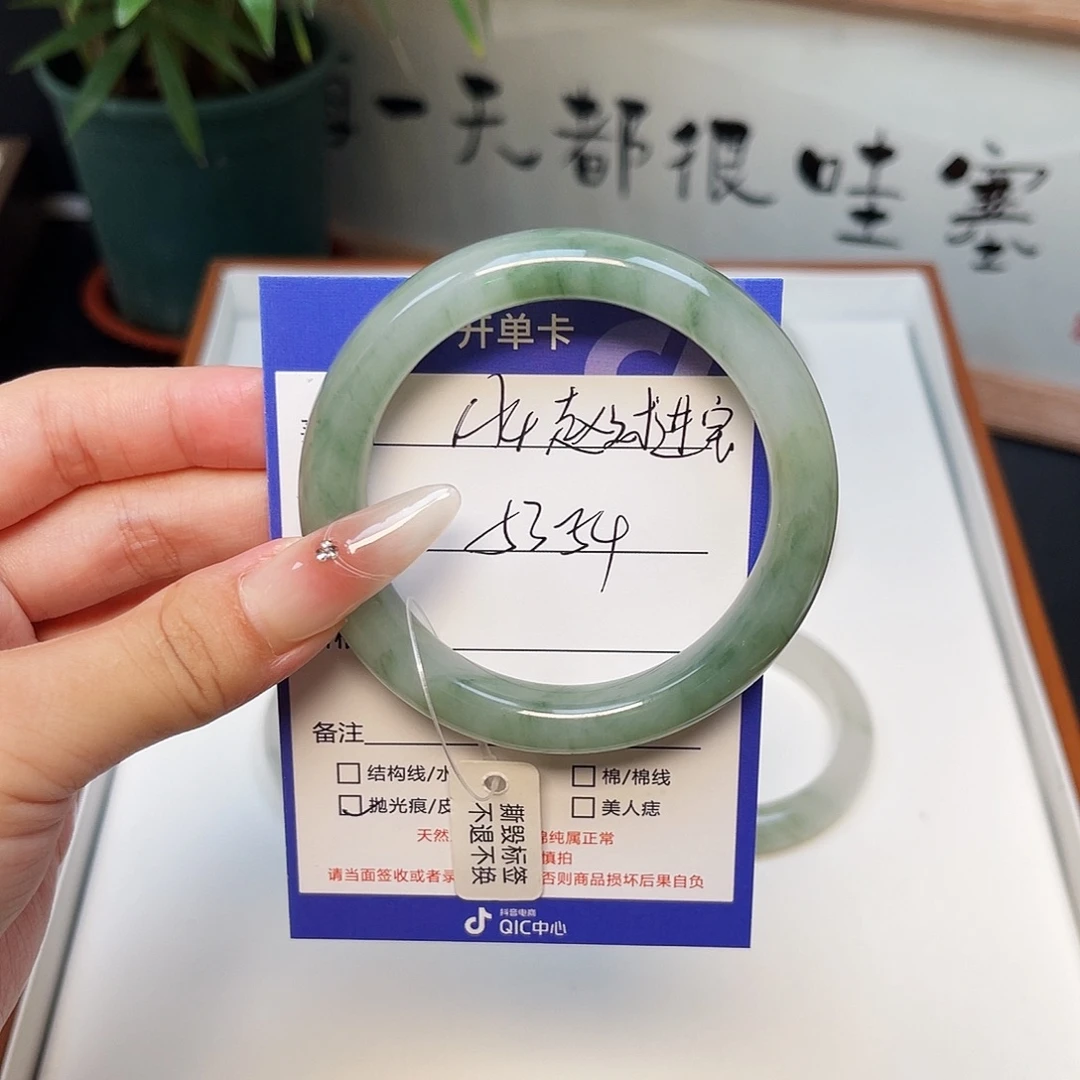 一天都很哇塞
开单卡
5354
备注
结构线/水
棉/棉线
抛光痕/皮
美人痣
天然
棉纯属正常
慎拍
请当面签收或者录
否则商品损坏后果自负
撕毁标签
不退不换
抖音电商
QIC中心